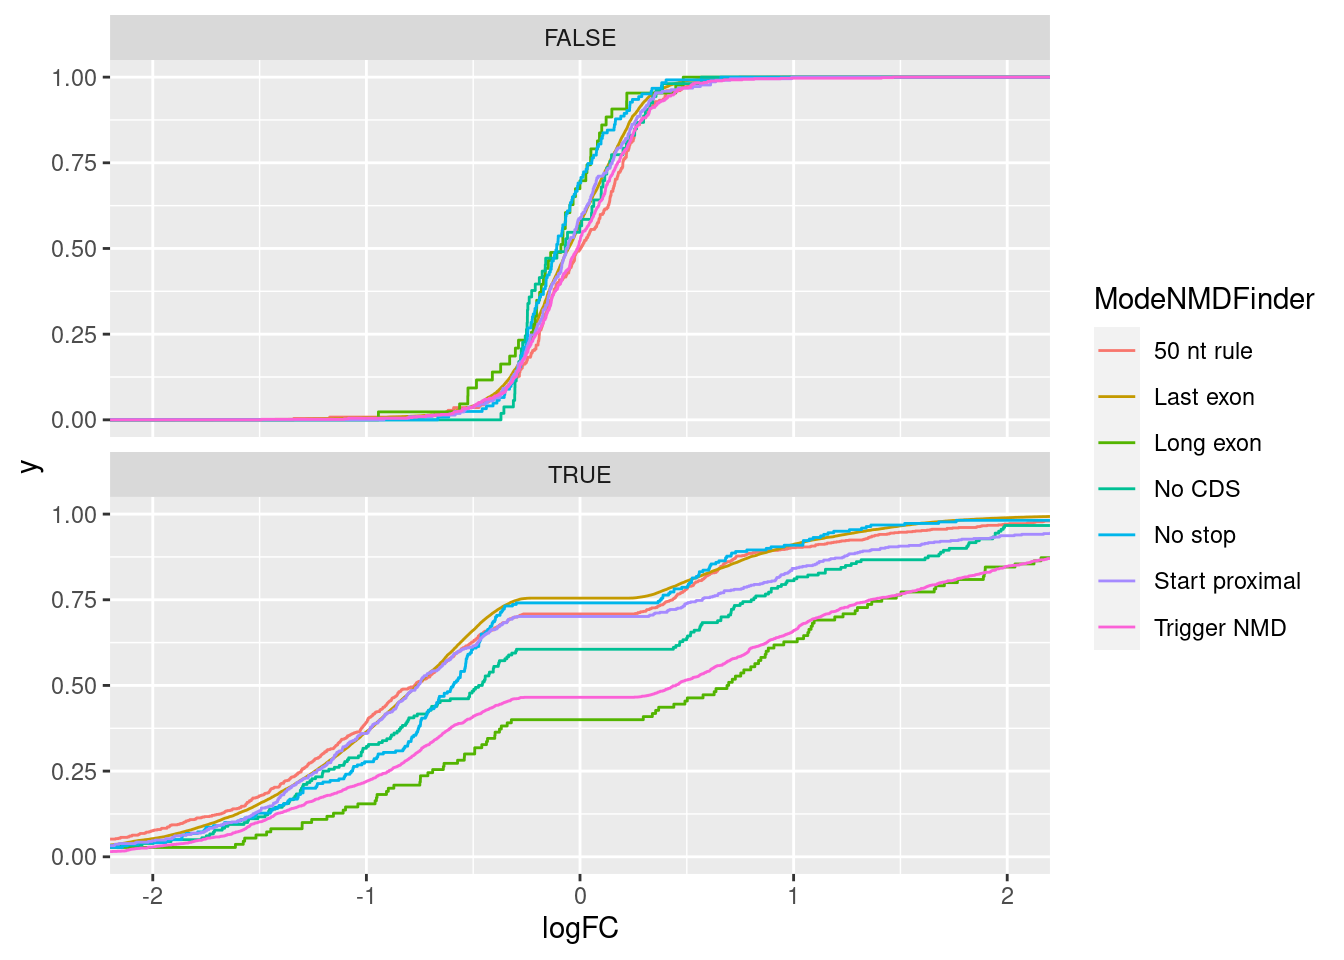 FALSE
1.00
0.75
0.50
0.25
0.00
TRUE
1.00
0.75
0.50
0.25
0.00
y
-2
-1
0
1
2
logFC
ModeNMDFinder
50 nt rule
Last exon
Long exon
No CDS
No stop
Start proximal
Trigger NMD